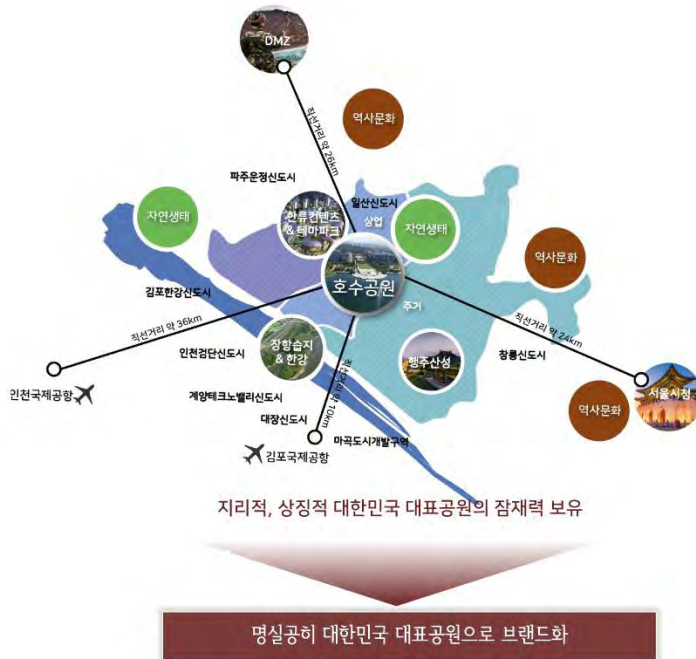 DMZ
직선거리 약 26km
역사문화
파주운정신도시
일산신도시
상업
자연생태
한류컨텐츠
& 테마파크
자연생태
호수공원
역사문화
김포한강신도시
주거
직선거리 약 36km
직선거리 약 24km
인천검단신도시
장항습지
& 한강
행주산성
창릉신도시
직선거리 약 10km
인천국제공항
계양테크노밸리신도시
서울시청
역사문화
대장신도시
마곡도시개발구역
김포국제공항
지리적, 상징적 대한민국 대표공원의 잠재력 보유
명실공히 대한민국 대표공원으로 브랜드화